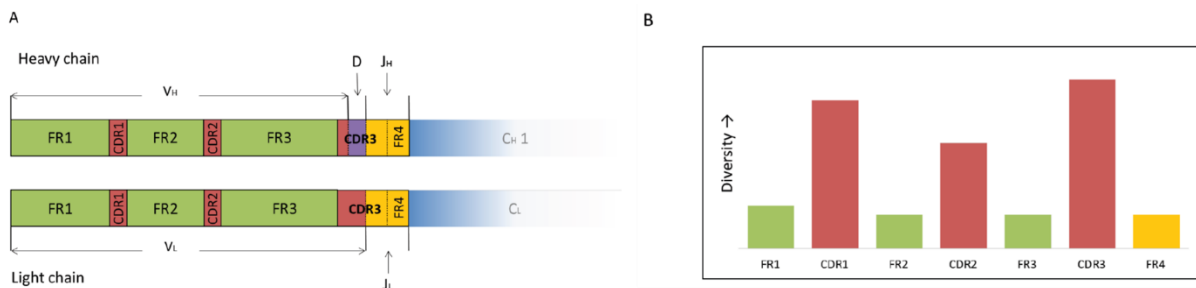 A
Heavy chain
D
JH
VH
FR1 CDR1 FR2 CDR2 FR3 CDR3 FR4 CH 1
FR1 CDR1 FR2 CDR2 FR3 CDR3 FR4 CL
VL
Light chain
JL
B
Diversity →
FR1 CDR1 FR2 CDR2 FR3 CDR3 FR4